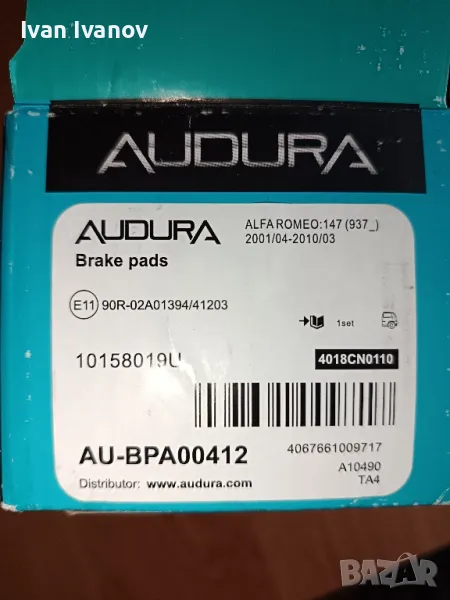 Ivan Ivanov
AUDURA
AUDURA
ALFA ROMEO:147 (937_)
2001/04-2010/03
Brake pads
E11 90R-02A01394/41203
1set
10158019U
4018CN0110
AU-BPA00412
4067661009717
A10490
TA4
Distributor: www.audura.com
BAZAR